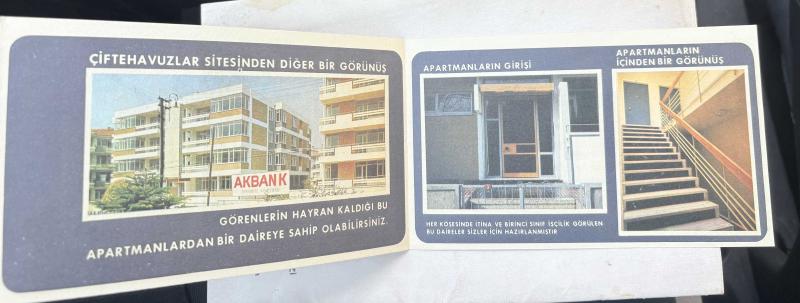 ÇİFTEHAVUZLAR SİTESİNDEN DİĞER BİR GÖRÜNÜŞ
AKBANK
GÖRENLERİN HAYRAN KALDIĞI BU
APARTMANLARDAN BİR DAİREYE SAHİP OLABİLİRSİNİZ.
APARTMANLARIN GİRİŞİ
HER KÖŞESİNDE İTİNA VE BİRİNCİ SINIF İŞÇİLİK GÖRÜLEN
BU DAİRELER SİZLER İÇİN HAZIRLANMIŞTIR
APARTMANLARIN
İÇİNDEN BİR GÖRÜNÜŞ